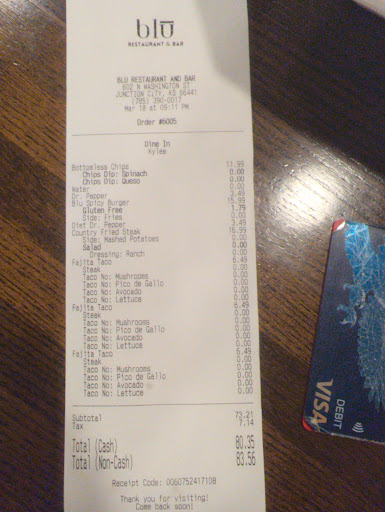 blū
RESTAURANT & BAR
BLU RESTAURANT AND BAR
602 N WASHINGTON ST
JUNCTION CITY, KS 66441
(785) 390-0017
Mar 18 at 09:11 PM
Order #6005
Dine In
Kylee
Bottomless Chips 11.99
Chips Dip: Spinach 0.00
Chips Dip: Queso 0.00
Water 0.00
Dr. Pepper 3.49
Blu Spicy Burger 15.99
Gluten Free 1.79
Side: Fries 0.00
Diet Dr. Pepper 3.49
Country Fried Steak 16.99
Side: Mashed Potatoes 0.00
Salad 0.00
Dressing: Ranch 0.00
Fajita Taco 6.49
Steak 0.00
Taco No: Mushrooms 0.00
Taco No: Pico de Gallo 0.00
Taco No: Avocado 0.00
Taco No: Lettuce 0.00
Fajita Taco 6.49
Steak 0.00
Taco No: Mushrooms 0.00
Taco No: Pico de Gallo 0.00
Taco No: Avocado 0.00
Taco No: Lettuce 0.00
Fajita Taco 6.49
Steak 0.00
Taco No: Mushrooms 0.00
Taco No: Pico de Gallo 0.00
Taco No: Avocado 0.00
Taco No: Lettuce 0.00
Subtotal 73.21
Tax 7.14
Total (Cash) 80.35
Total (Non-Cash) 83.56
Receipt Code: 0060752417108
Thank you for visiting!
Come back soon!
DEBIT
VISA